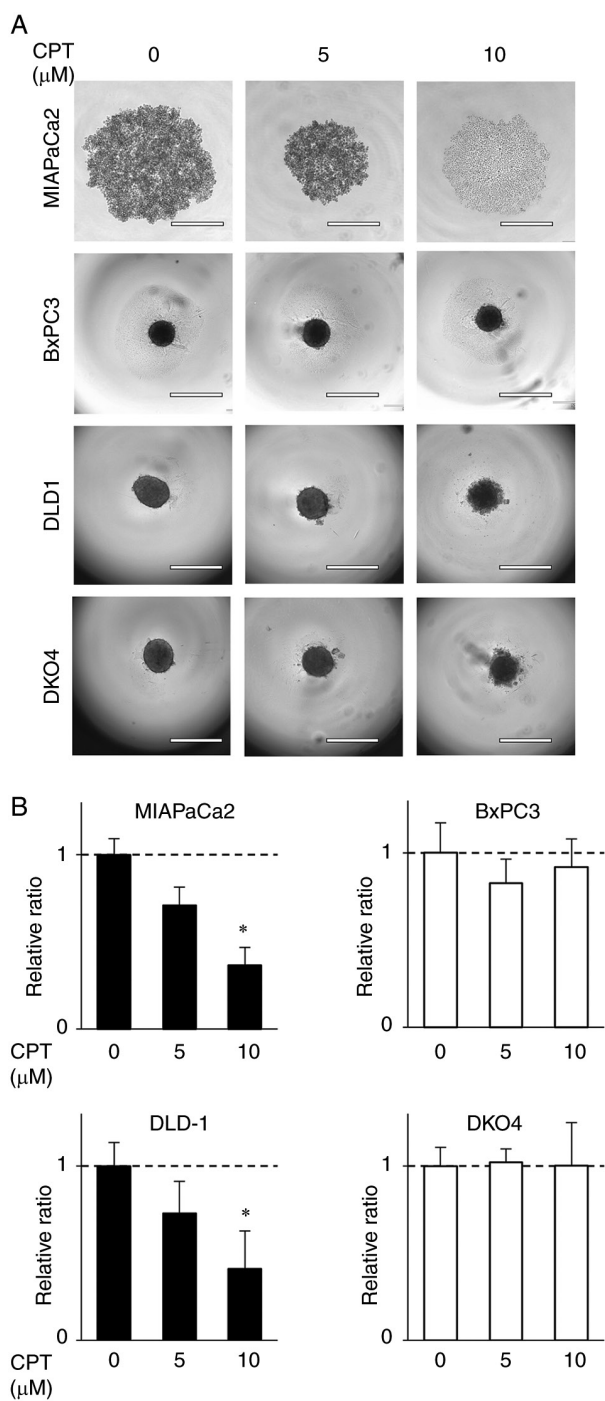 A
CPT (μM) 0 5 10
MIAPaCa2
BxPC3
DLD1
DKO4
B
MIAPaCa2
1
*
Relative ratio
0
CPT (μM) 0 5 10
BxPC3
1
Relative ratio
0
0 5 10
DLD-1
1
*
Relative ratio
0
CPT (μM) 0 5 10
DKO4
1
Relative ratio
0
0 5 10